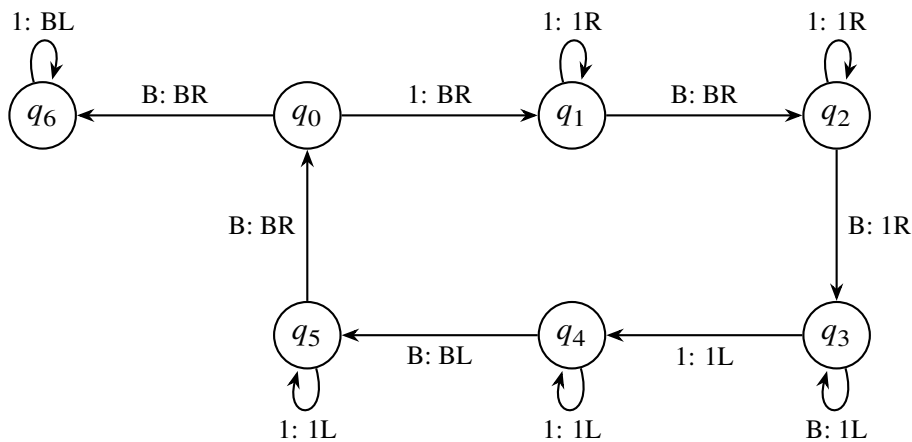 1: BL 1: 1R 1: 1R
B: BR 1: BR B: BR
q6 q0 q1 q2
B: BR B: 1R
q5 q4 q3
B: BL 1: 1L
1: 1L 1: 1L B: 1L